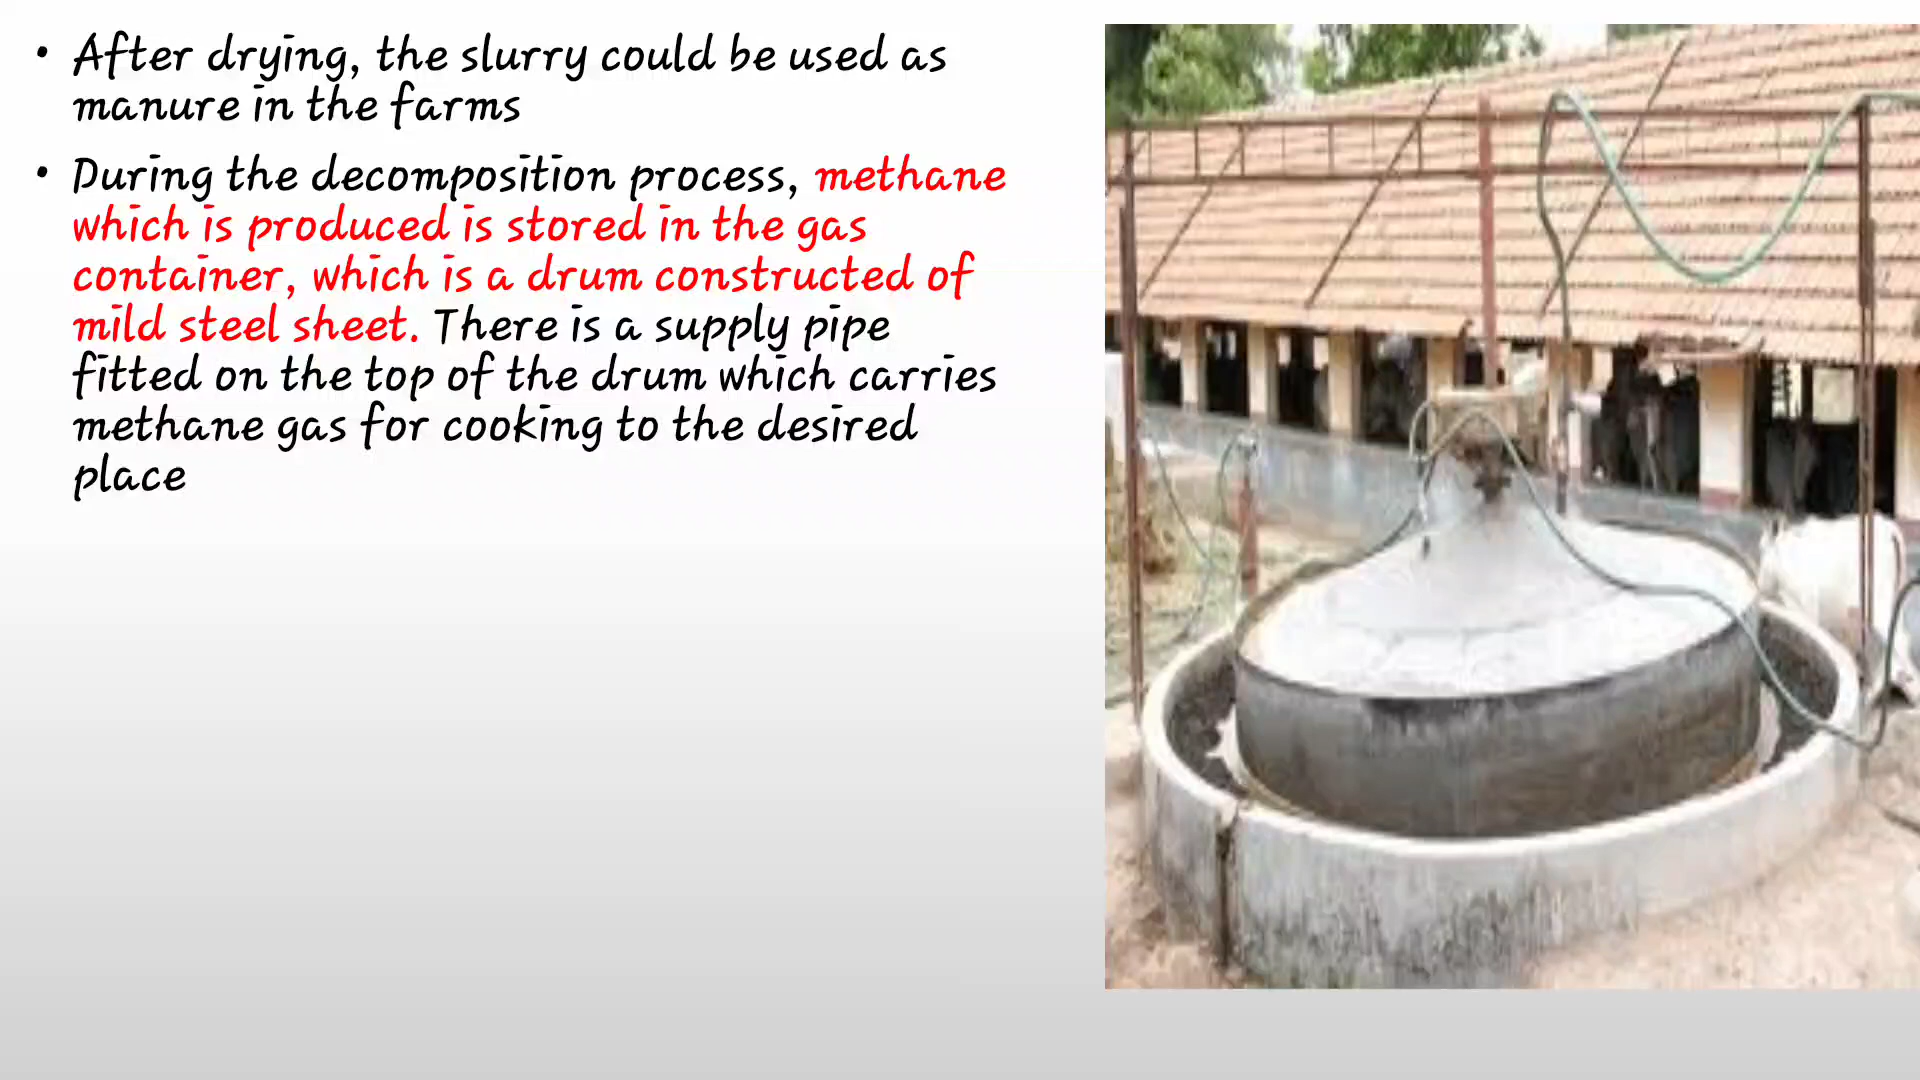 • After drying, the slurry could be used as
manure in the farms
• During the decomposition process, methane
which is produced is stored in the gas
container, which is a drum constructed of
mild steel sheet. There is a supply pipe
fitted on the top of the drum which carries
methane gas for cooking to the desired
place